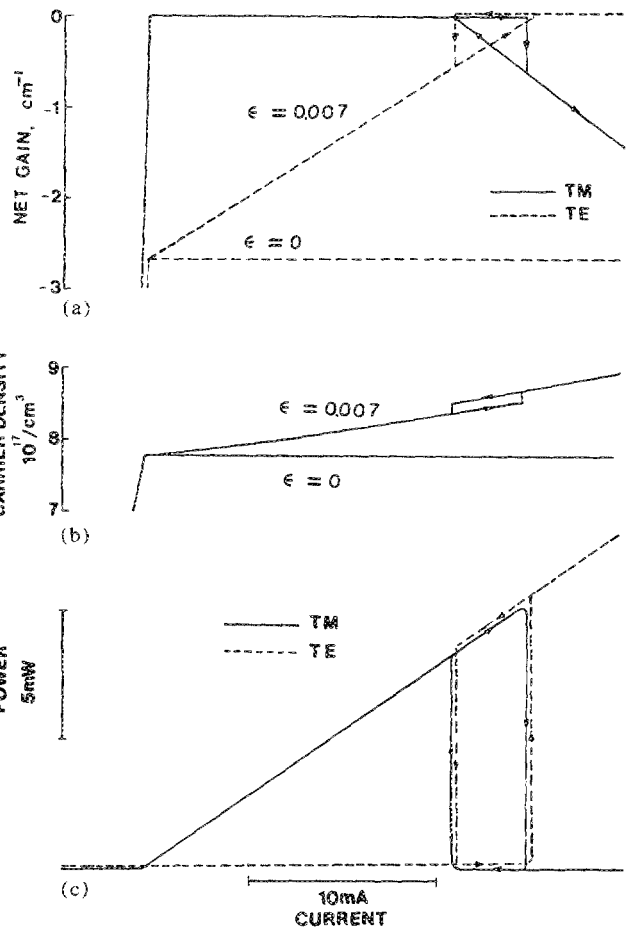 0
-1
-2
-3
NET GAIN, cm⁻¹
ϵ = 0.007
ϵ = 0
TM
TE
(a)
9
8
7
CARRIER DENSITY
10¹⁷/cm³
ϵ = 0.007
ϵ = 0
(b)
POWER
5mW
TM
TE
(c)
10mA
CURRENT